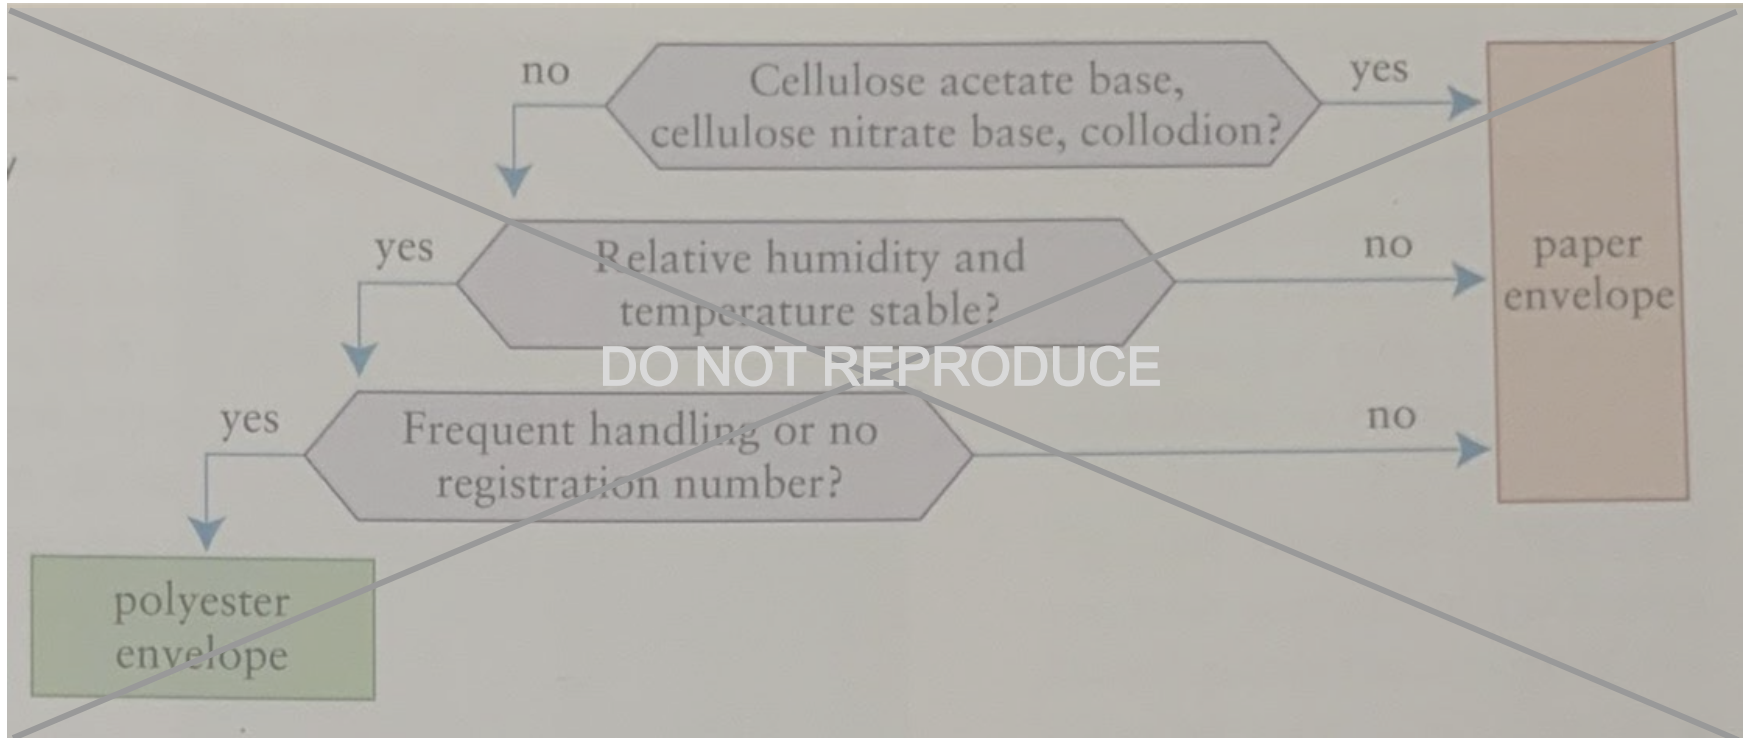 no
Cellulose acetate base,
cellulose nitrate base, collodion?
yes
yes
Relative humidity and
temperature stable?
no
paper
envelope
DO NOT REPRODUCE
yes
Frequent handling or no
registration number?
no
polyester
envelope